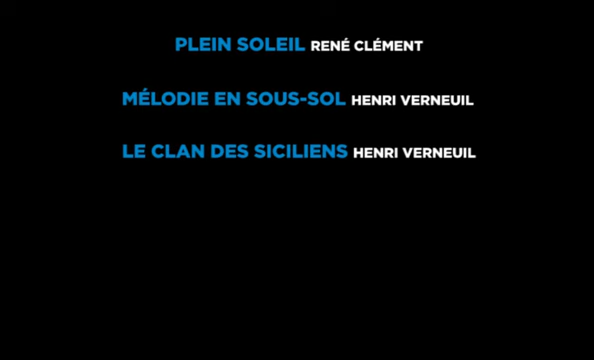 PLEIN SOLEIL RENÉ CLÉMENT
MÉLODIE EN SOUS-SOL HENRI VERNEUIL
LE CLAN DES SICILIENS HENRI VERNEUIL